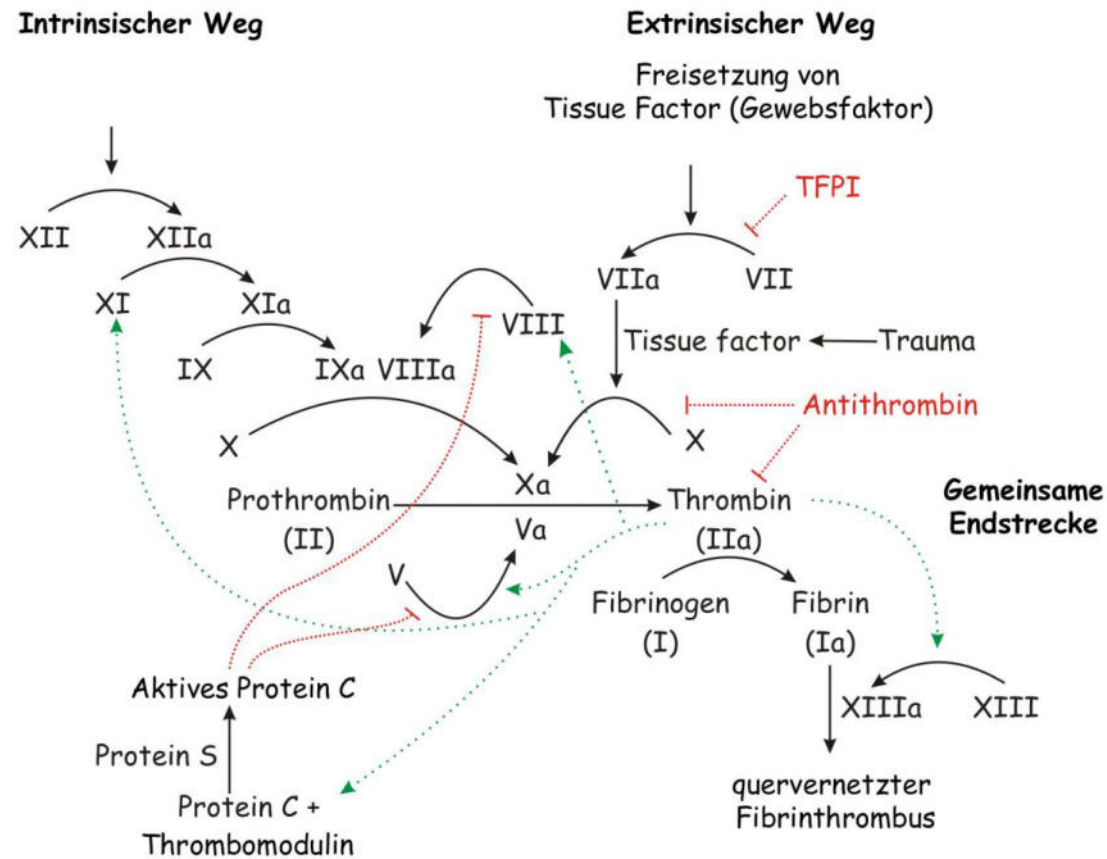 Intrinsischer Weg
Extrinsischer Weg
Freisetzung von
Tissue Factor (Gewebsfaktor)
TFPI
XII
XIIa
VIIa
VII
XI
XIa
VIII
Tissue factor
Trauma
IX
IXa
VIIIa
Antithrombin
X
X
Xa
Prothrombin
(II)
Thrombin
(IIa)
Gemeinsame
Endstrecke
Va
V
Fibrinogen
(I)
Fibrin
(Ia)
Aktives Protein C
XIIIa
XIII
Protein S
Protein C +
Thrombomodulin
quervernetzter
Fibrinthrombus